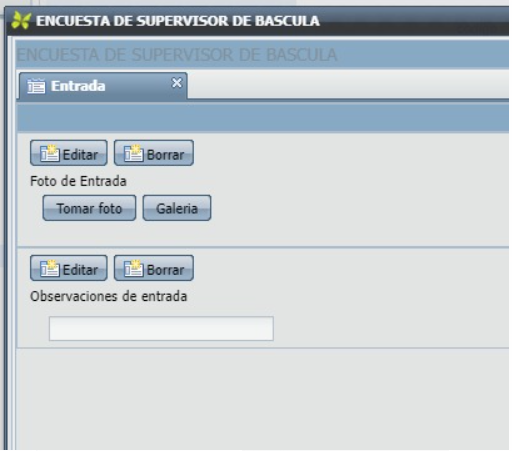 ENCUESTA DE SUPERVISOR DE BASCULA
ENCUESTA DE SUPERVISOR DE BASCULA
Entrada
Editar Borrar
Foto de Entrada
Tomar foto Galeria
Editar Borrar
Observaciones de entrada